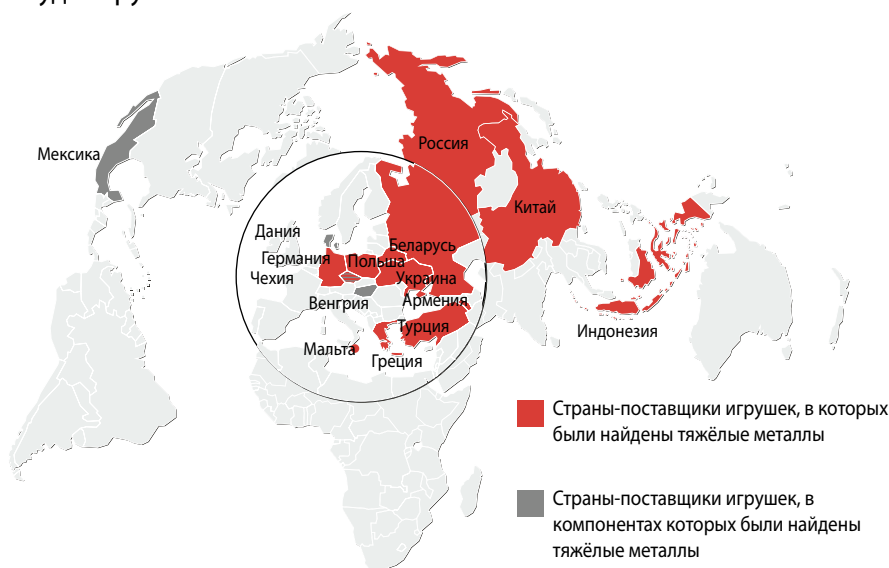 Мексика
Россия
Китай
Дания
Беларусь
Германия
Польша
Чехия
Украина
Венгрия
Армения
Турция
Индонезия
Мальта
Греция
Страны-поставщики игрушек, в которых
были найдены тяжёлые металлы
Страны-поставщики игрушек, в
компонентах которых были найдены
тяжёлые металлы